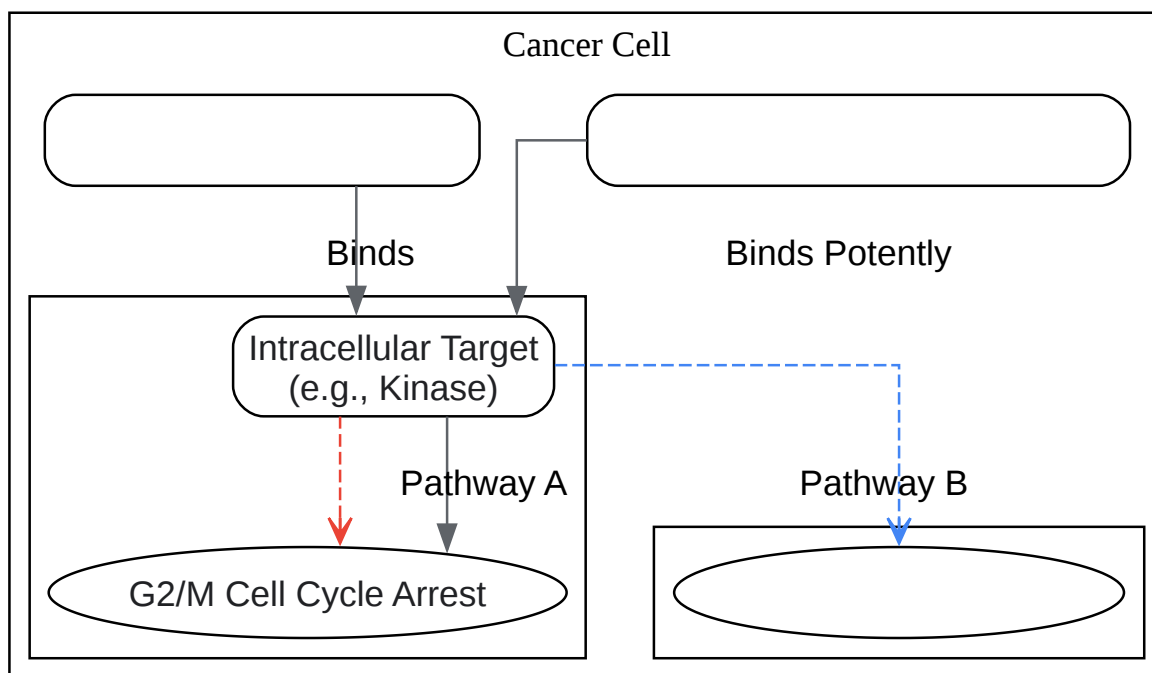 Cancer Cell
Binds
Binds Potently
Intracellular Target
(e.g., Kinase)
Pathway A
Pathway B
G2/M Cell Cycle Arrest